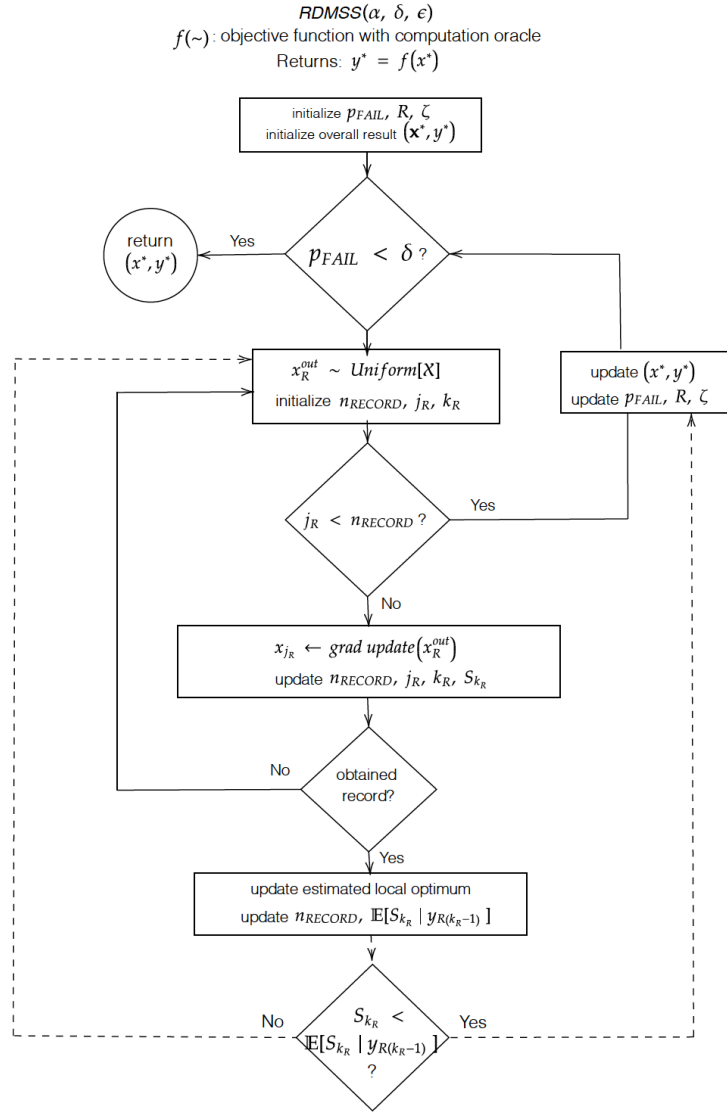 RDMSS(α, δ, ϵ)
f(~) : objective function with computation oracle
Returns: y* = f(x*)
initialize p_FAIL, R, ζ
initialize overall result (x*, y*)
return
(x*, y*)
Yes
p_FAIL < δ ?
x_R^out ~ Uniform[X]
initialize n_RECORD, j_R, k_R
update (x*, y*)
update p_FAIL, R, ζ
j_R < n_RECORD ?
Yes
No
x_{j_R} ← grad update(x_R^out)
update n_RECORD, j_R, k_R, S_{k_R}
No
obtained
record?
Yes
update estimated local optimum
update n_RECORD, 𝔼[S_{k_R} | y_{R(k_R−1)} ]
No
S_{k_R} <
𝔼[S_{k_R} | y_{R(k_R−1)} ]
?
Yes